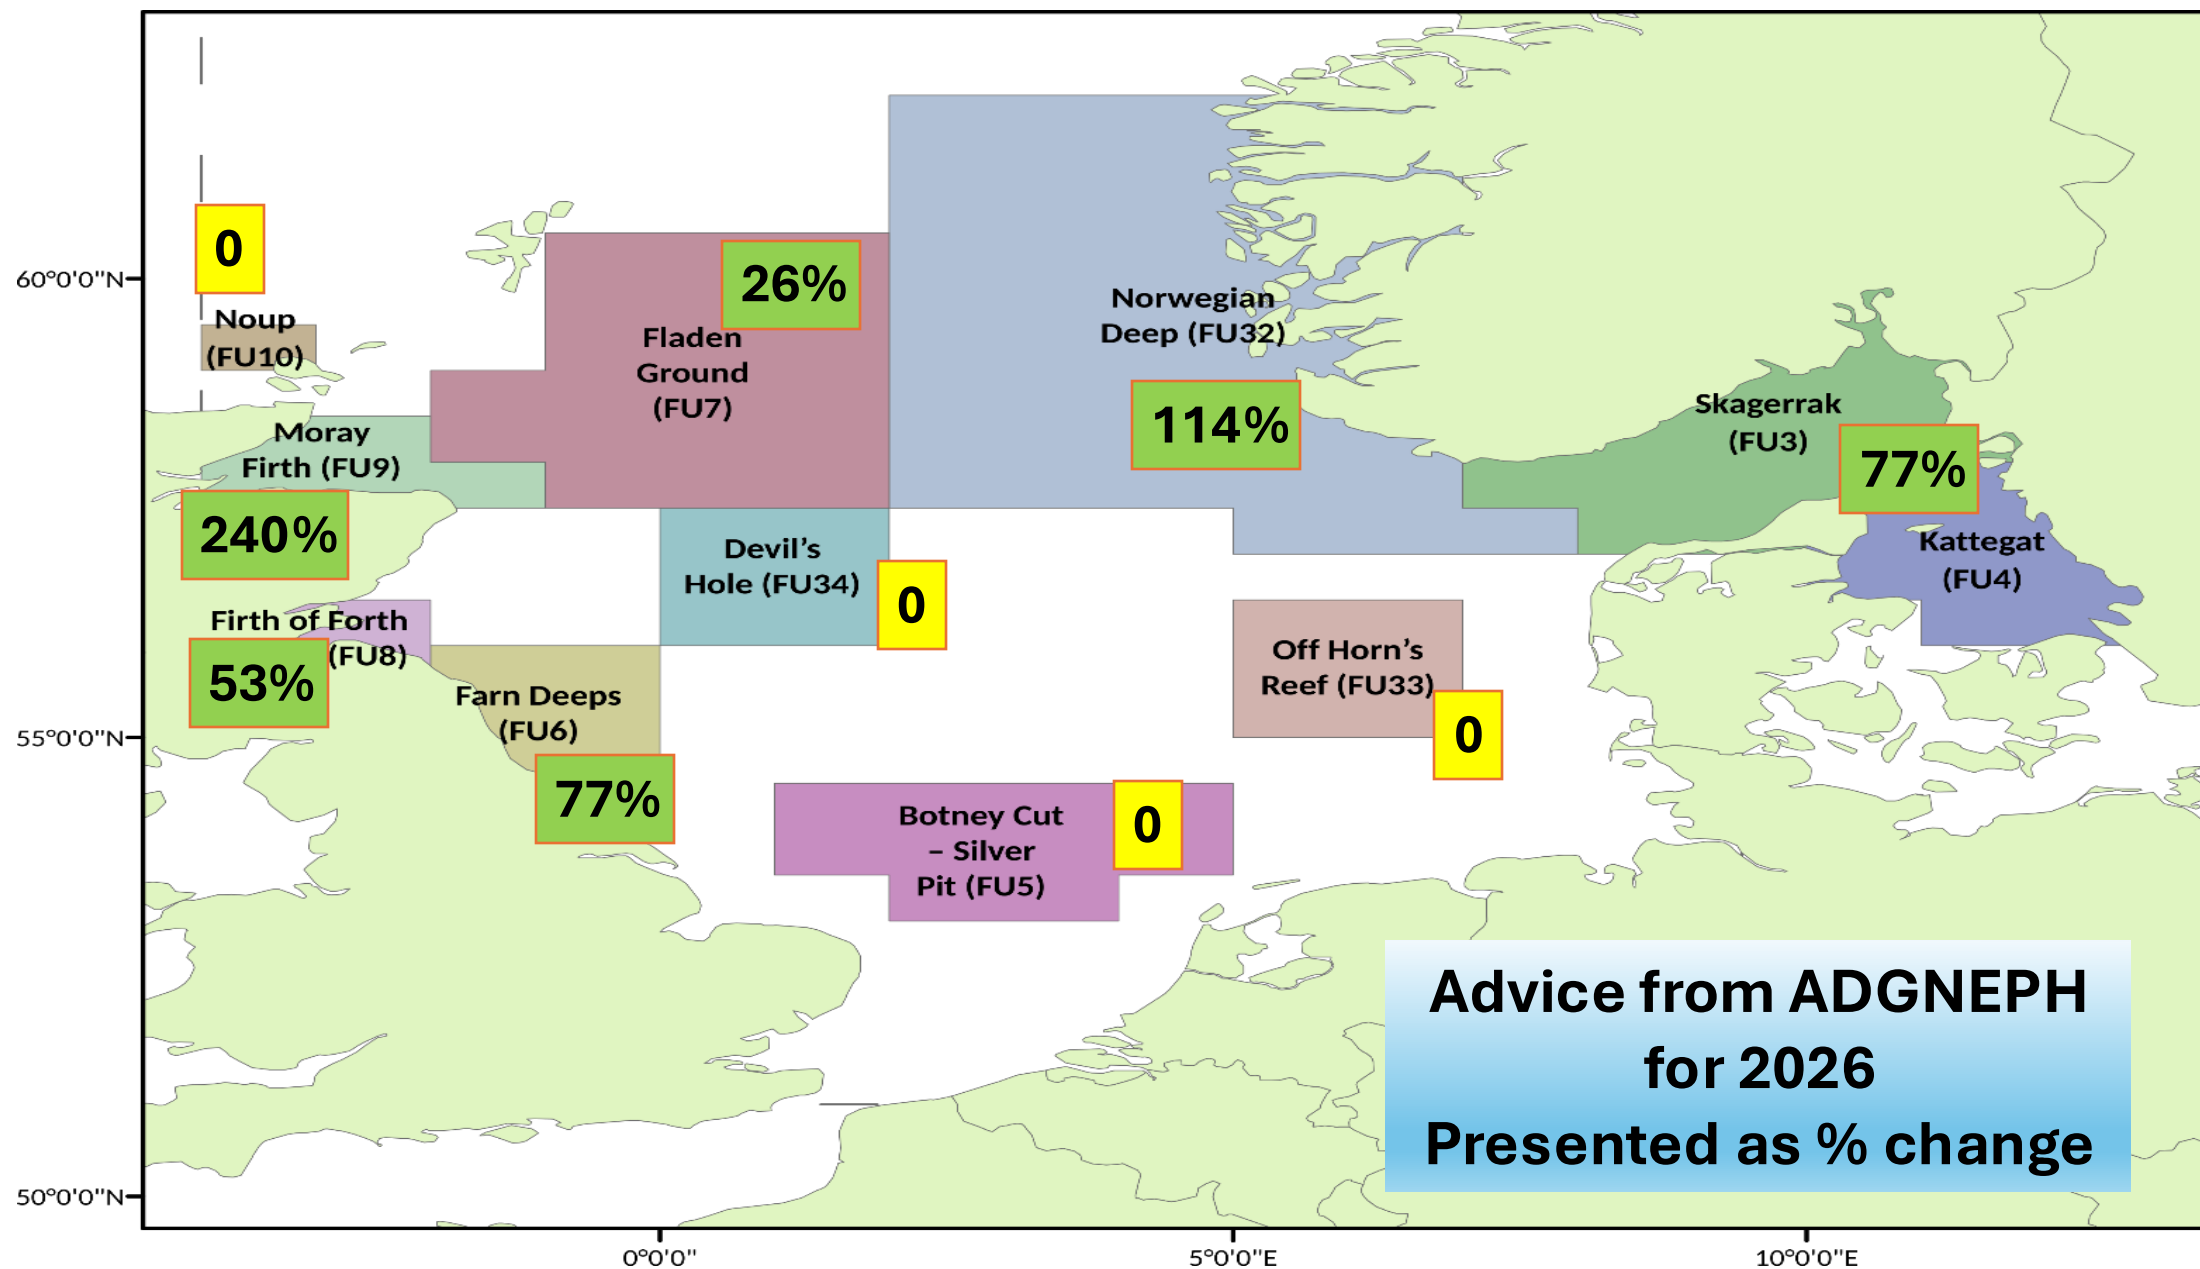 0
60°0'0"N
Noup
(FU10)
26%
Fladen
Ground
(FU7)
Norwegian
Deep (FU32)
114%
Skagerrak
(FU3)
77%
Kattegat
(FU4)
Moray
Firth (FU9)
240%
Devil’s
Hole (FU34)
0
Firth of Forth
(FU8)
53%
Farn Deeps
(FU6)
77%
Off Horn’s
Reef (FU33)
0
55°0'0"N
Botney Cut
– Silver
Pit (FU5)
0
Advice from ADGNEPH
for 2026
Presented as % change
50°0'0"N
0°0'0"
5°0'0"E
10°0'0"E